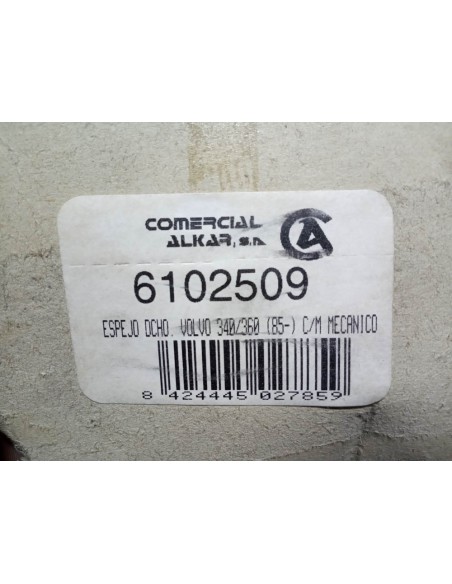 COMERCIAL
ALKAR, s.a.
6102509
ESPEJO DCHO. VOLVO 340/360 (85-) C/M MECANICO
8 424445 027859